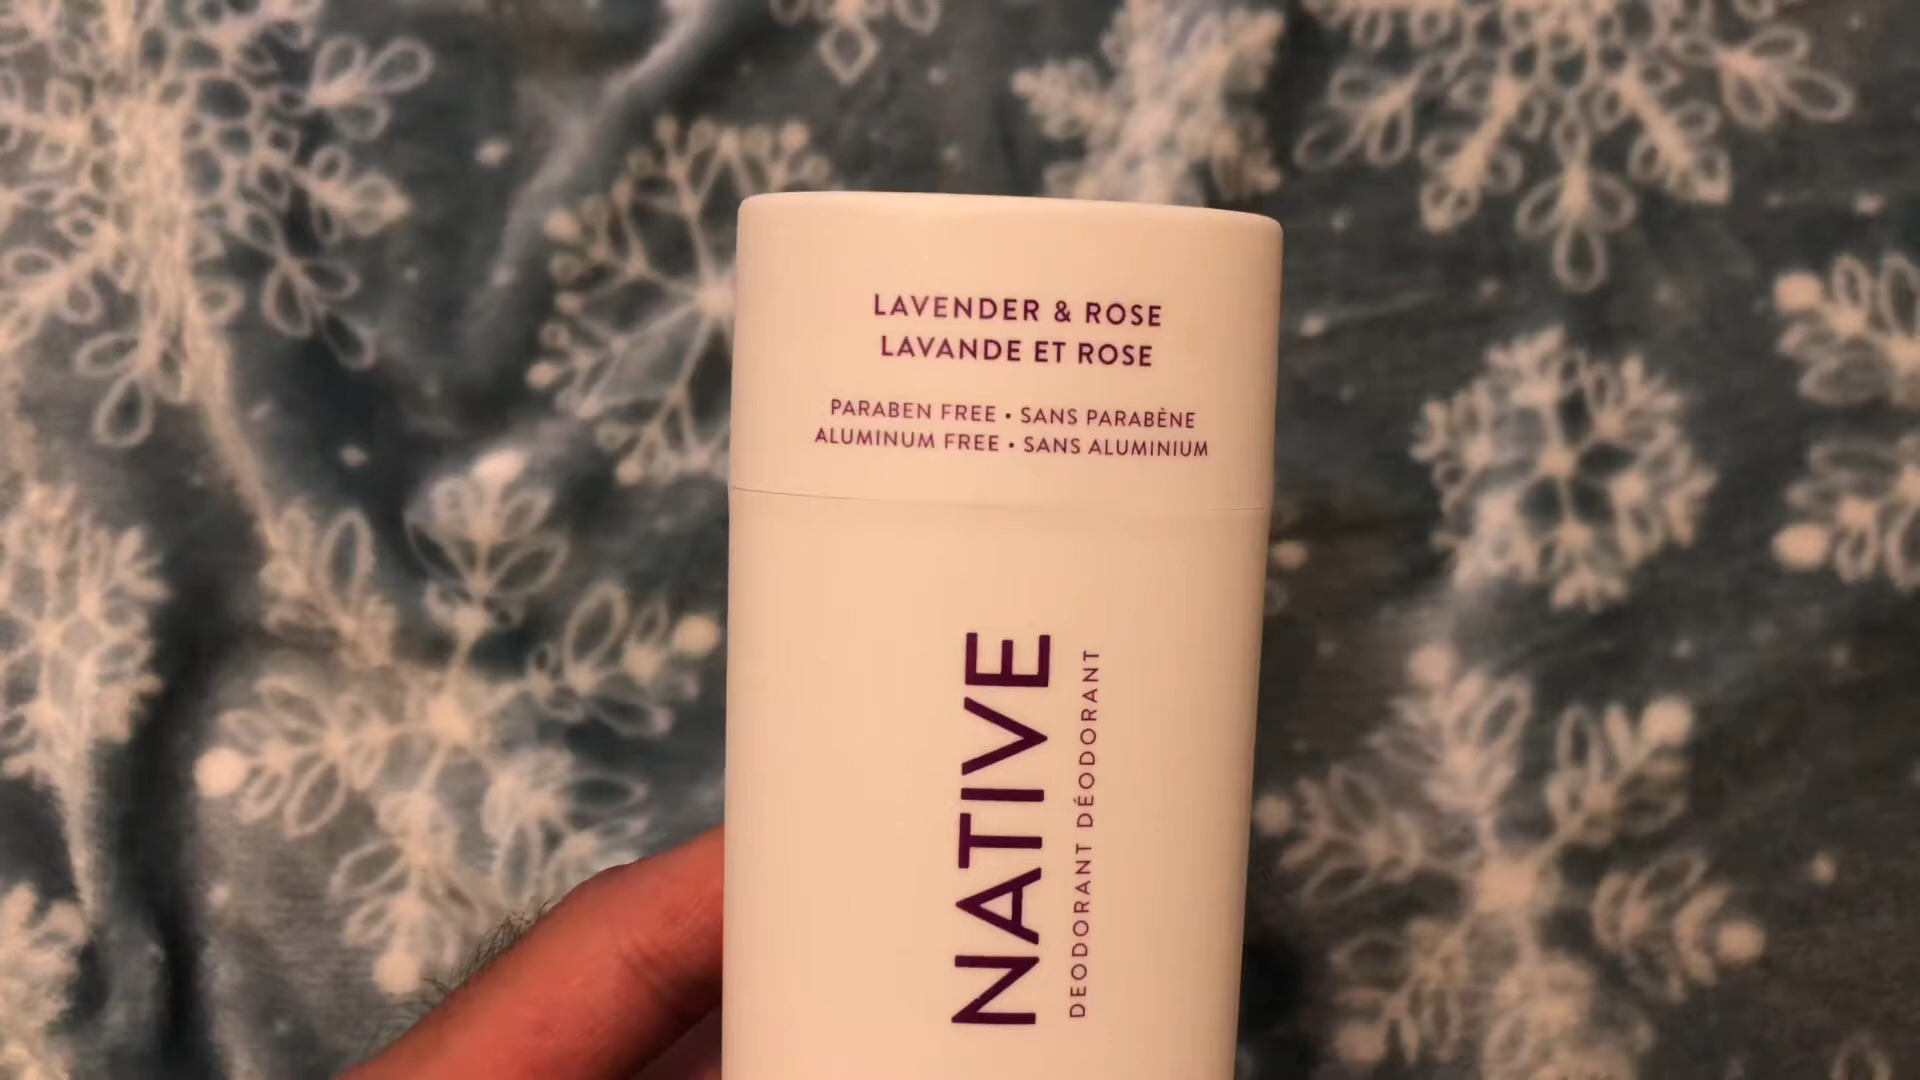 LAVENDER & ROSE
LAVANDE ET ROSE
PARABEN FREE • SANS PARABÈNE
ALUMINUM FREE • SANS ALUMINIUM
NATIVE
DEODORANT DÉODORANT